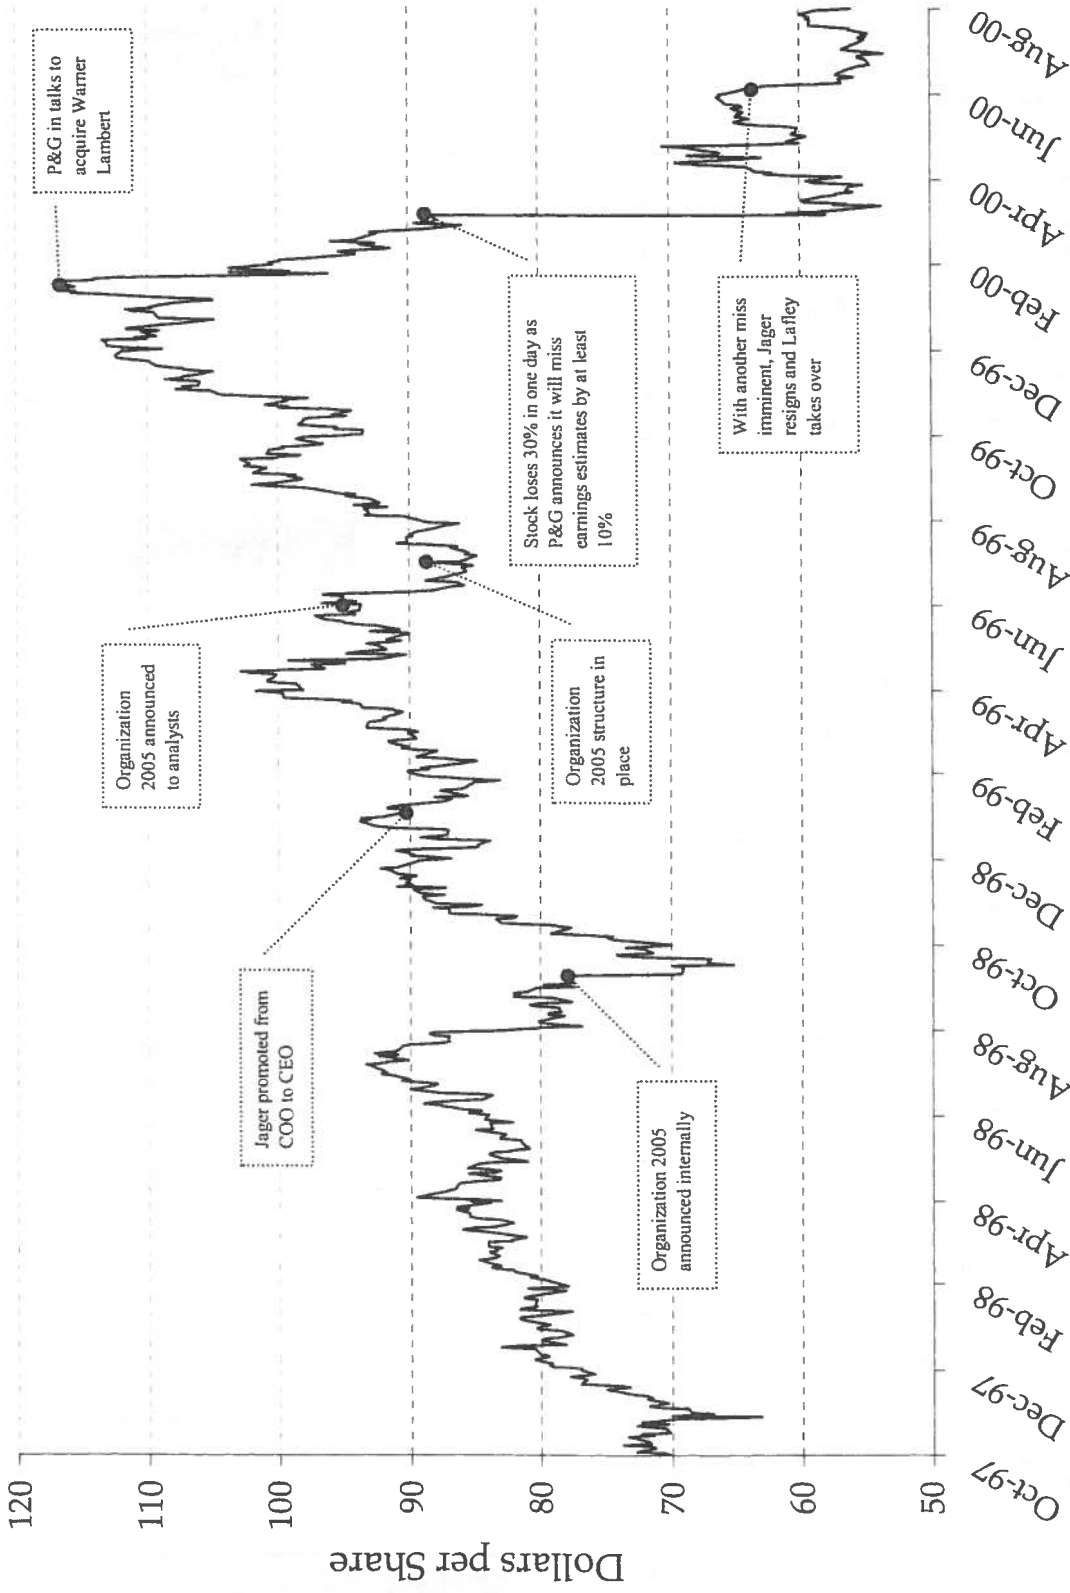 Dollars per Share
120
110
100
90
80
70
60
50
Oct-97
Dec-97
Feb-98
Apr-98
Jun-98
Aug-98
Oct-98
Dec-98
Feb-99
Apr-99
Jun-99
Aug-99
Oct-99
Dec-99
Feb-00
Apr-00
Jun-00
Aug-00
Organization 2005
announced internally
Jager promoted from
COO to CEO
Organization
2005 announced
to analysts
Organization
2005 structure in
place
P&G in talks to
acquire Warner
Lambert
Stock loses 30% in one day as
P&G announces it will miss
earnings estimates by at least
10%
With another miss
imminent, Jager
resigns and Lafley
takes over